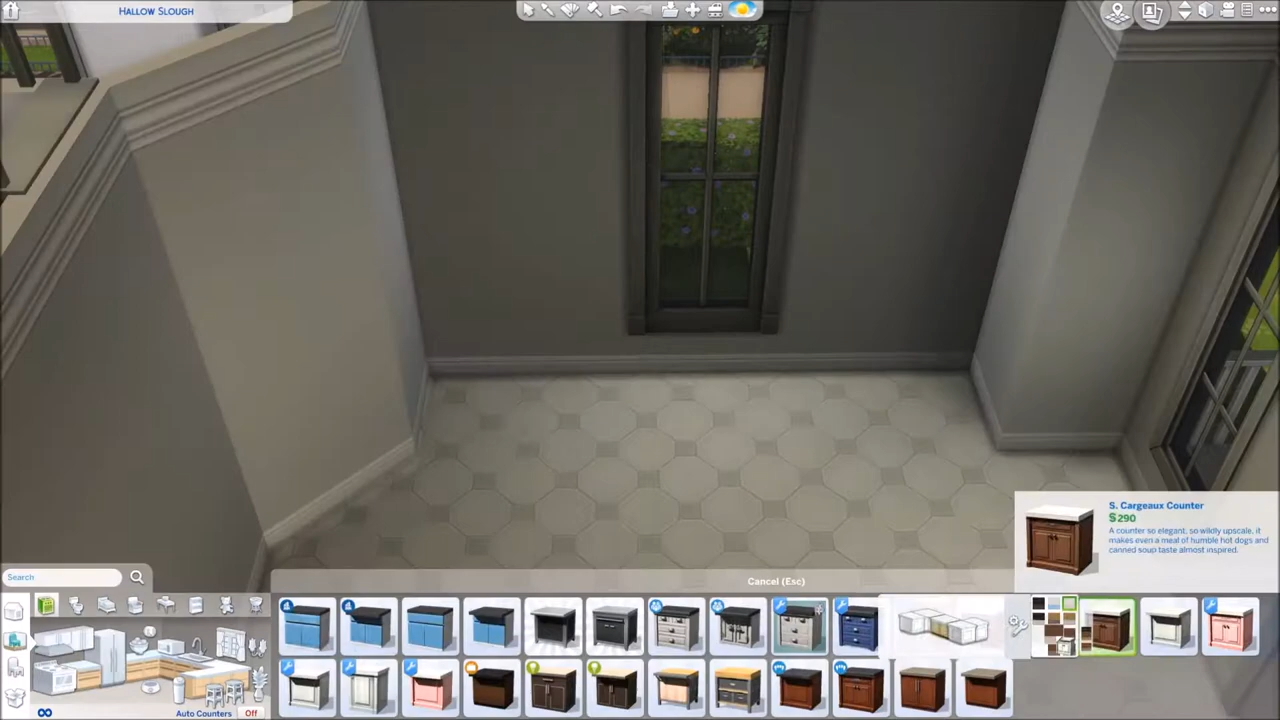 HALLOW SLOUGH
S. Cargeaux Counter
$290
A counter so elegant, so wildly upscale, it
makes even a meal of humble hot dogs and
canned soup taste almost inspired.
Search
Cancel (Esc)
Auto Counters Off